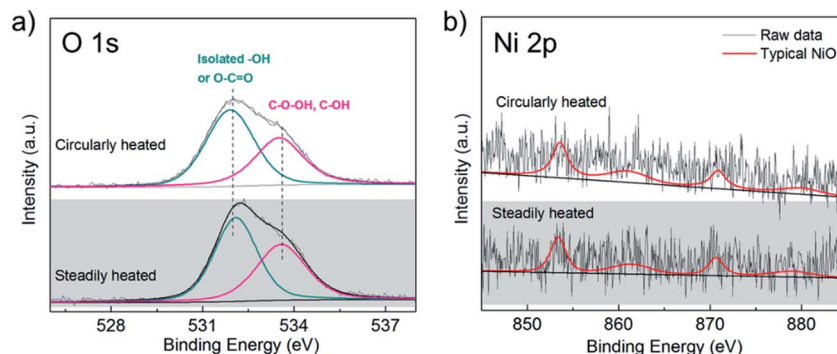 a)
O 1s
Isolated -OH
or O-C=O
C-O-OH, C-OH
Circularly heated
Steadily heated
Intensity (a.u.)
528
531
534
537
Binding Energy (eV)
b)
Ni 2p
Raw data
Typical NiO
Circularly heated
Steadily heated
Intensity (a.u.)
850
860
870
880
Binding Energy (eV)